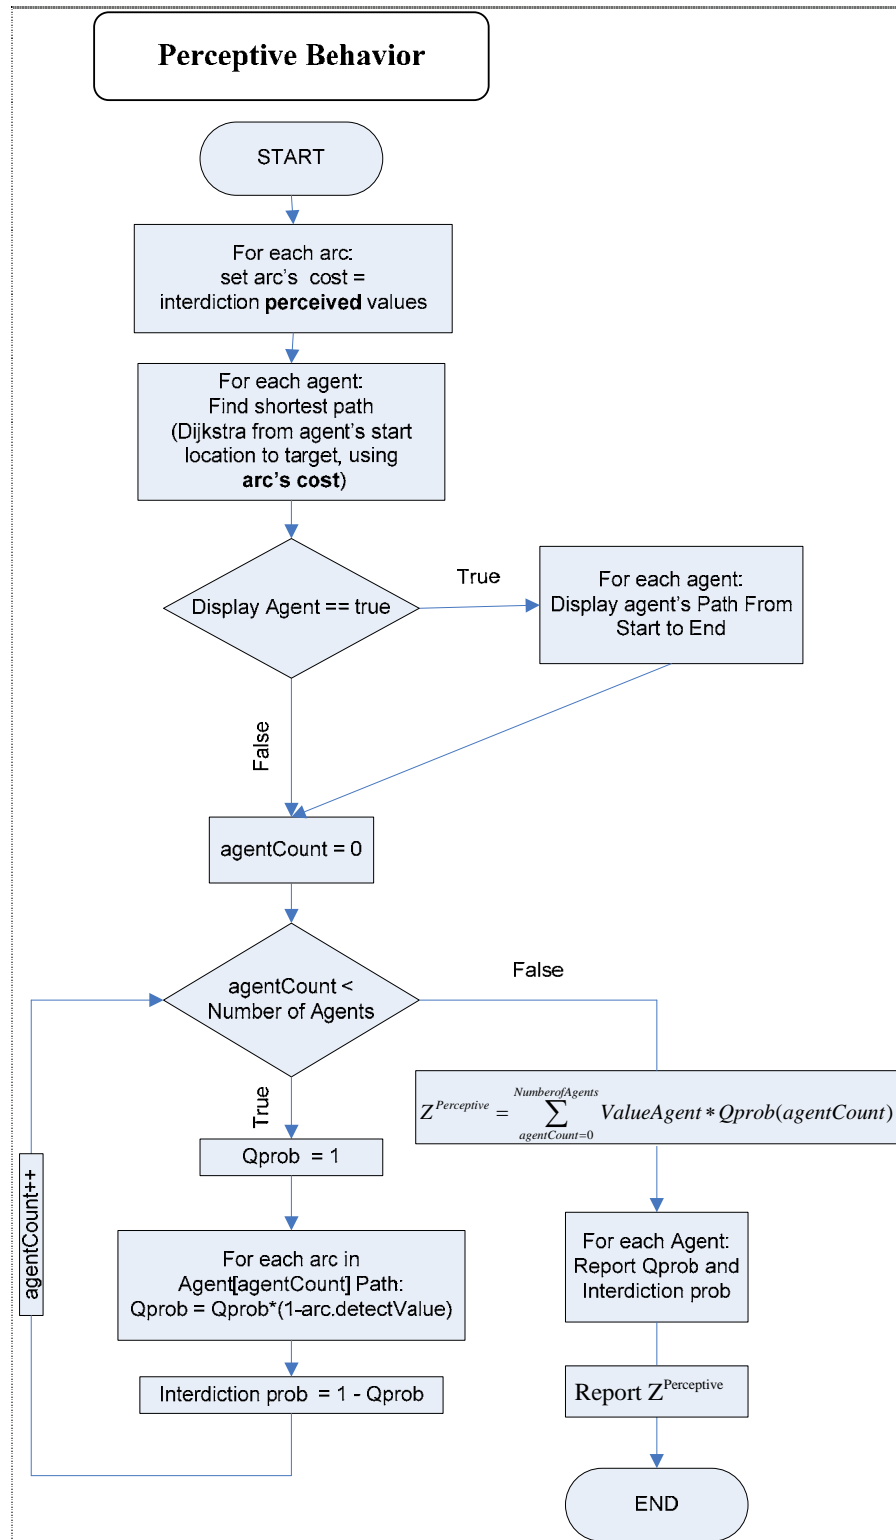 Perceptive Behavior
START
For each arc:
set arc's cost =
interdiction perceived values
For each agent:
Find shortest path
(Dijkstra from agent's start
location to target, using
arc's cost)
Display Agent == true
True
For each agent:
Display agent's Path From
Start to End
False
agentCount = 0
agentCount <
Number of Agents
False
True
Z^Perceptive = ∑_{agentCount=0}^{NumberofAgents} ValueAgent * Qprob(agentCount)
Qprob = 1
agentCount++
For each arc in
Agent[agentCount] Path:
Qprob = Qprob*(1-arc.detectValue)
Interdiction prob = 1 - Qprob
For each Agent:
Report Qprob and
Interdiction prob
Report Z^Perceptive
END